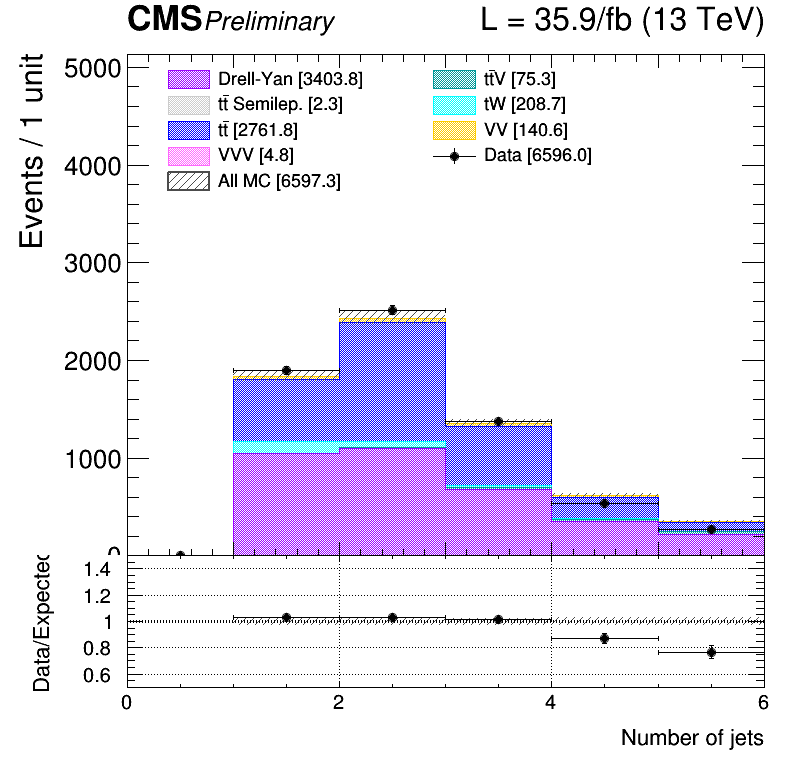 CMS Preliminary L = 35.9/fb (13 TeV)
Events / 1 unit
5000
4000
3000
2000
1000
0
Drell-Yan [3403.8]
tt̄ Semilep. [2.3]
tt̄ [2761.8]
VVV [4.8]
All MC [6597.3]
tt̄V [75.3]
tW [208.7]
VV [140.6]
Data [6596.0]
Data/Expected
1.4
1.2
1
0.8
0.6
0 2 4 6
Number of jets